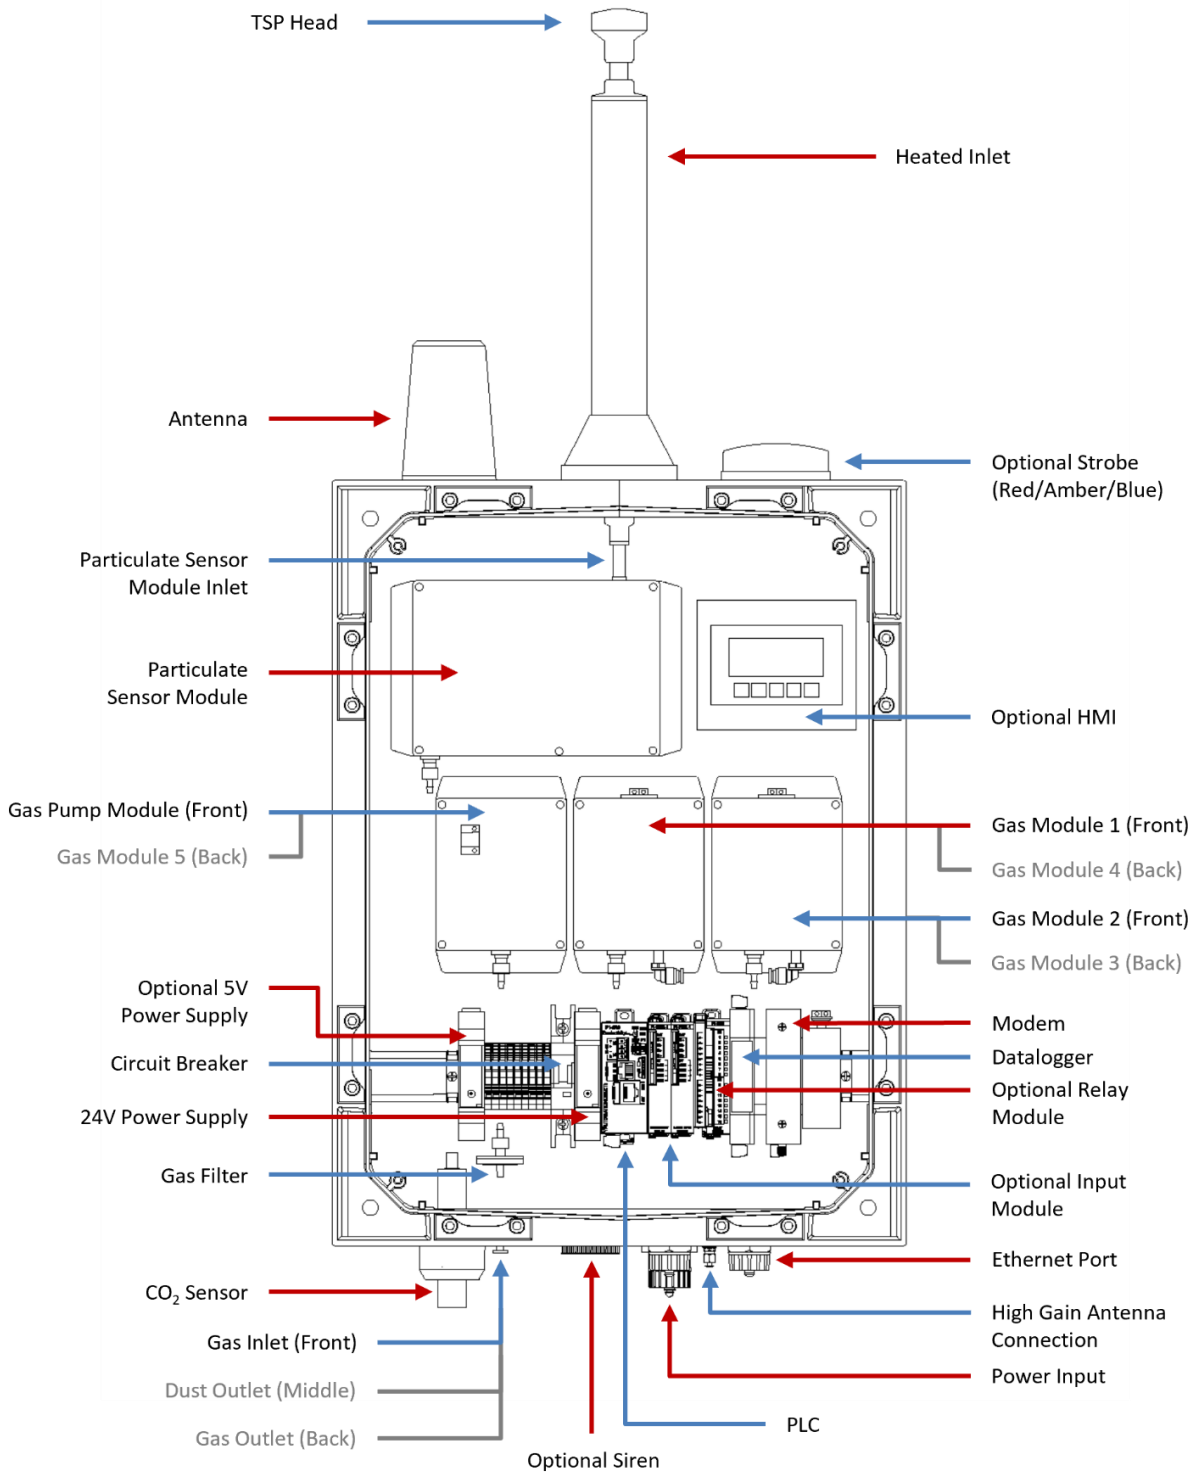 TSP Head
Heated Inlet
Antenna
Optional Strobe
(Red/Amber/Blue)
Particulate Sensor
Module Inlet
Particulate
Sensor Module
Optional HMI
Gas Pump Module (Front)
Gas Module 5 (Back)
Gas Module 1 (Front)
Gas Module 4 (Back)
Gas Module 2 (Front)
Gas Module 3 (Back)
Optional 5V
Power Supply
Circuit Breaker
24V Power Supply
Gas Filter
Modem
Datalogger
Optional Relay
Module
Optional Input
Module
CO₂ Sensor
Ethernet Port
Gas Inlet (Front)
Dust Outlet (Middle)
Gas Outlet (Back)
High Gain Antenna
Connection
Power Input
PLC
Optional Siren